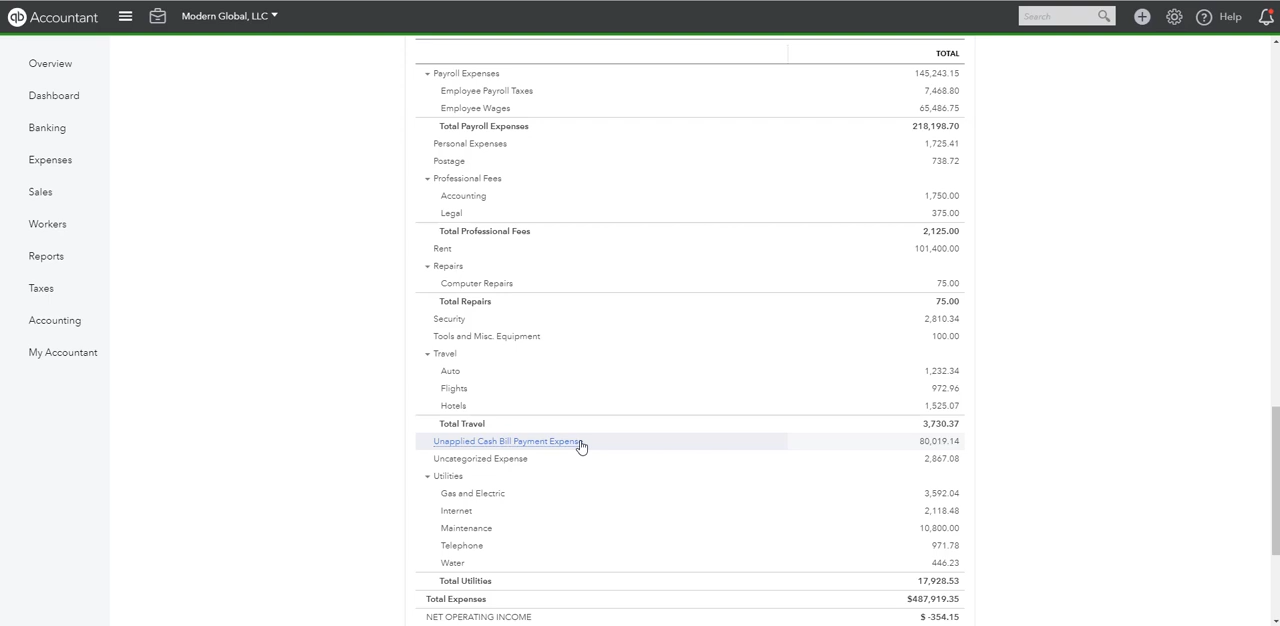 qb Accountant
Modern Global, LLC
Search
Help
Overview
Dashboard
Banking
Expenses
Sales
Workers
Reports
Taxes
Accounting
My Accountant
TOTAL
Payroll Expenses 145,243.15
Employee Payroll Taxes 7,468.80
Employee Wages 65,486.75
Total Payroll Expenses 218,198.70
Personal Expenses 1,725.41
Postage 738.72
Professional Fees
Accounting 1,750.00
Legal 375.00
Total Professional Fees 2,125.00
Rent 101,400.00
Repairs
Computer Repairs 75.00
Total Repairs 75.00
Security 2,810.34
Tools and Misc. Equipment 100.00
Travel
Auto 1,232.34
Flights 972.96
Hotels 1,525.07
Total Travel 3,730.37
Unapplied Cash Bill Payment Expense 80,019.14
Uncategorized Expense 2,867.08
Utilities
Gas and Electric 3,592.04
Internet 2,118.48
Maintenance 10,800.00
Telephone 971.78
Water 446.23
Total Utilities 17,928.53
Total Expenses $487,919.35
NET OPERATING INCOME $ -354.15